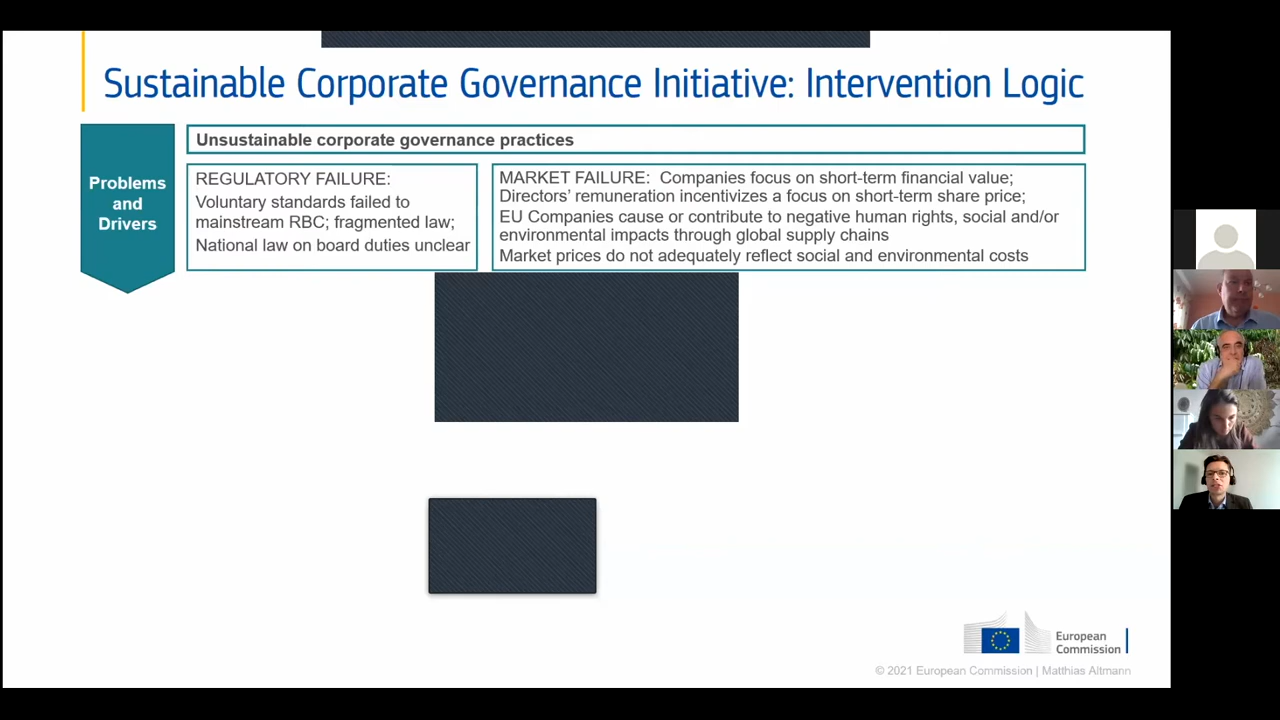 Sustainable Corporate Governance Initiative: Intervention Logic
Problems
and
Drivers
Unsustainable corporate governance practices
REGULATORY FAILURE:
Voluntary standards failed to
mainstream RBC; fragmented law;
National law on board duties unclear
MARKET FAILURE: Companies focus on short-term financial value;
Directors’ remuneration incentivizes a focus on short-term share price;
EU Companies cause or contribute to negative human rights, social and/or
environmental impacts through global supply chains
Market prices do not adequately reflect social and environmental costs
European
Commission
© 2021 European Commission | Matthias Altmann